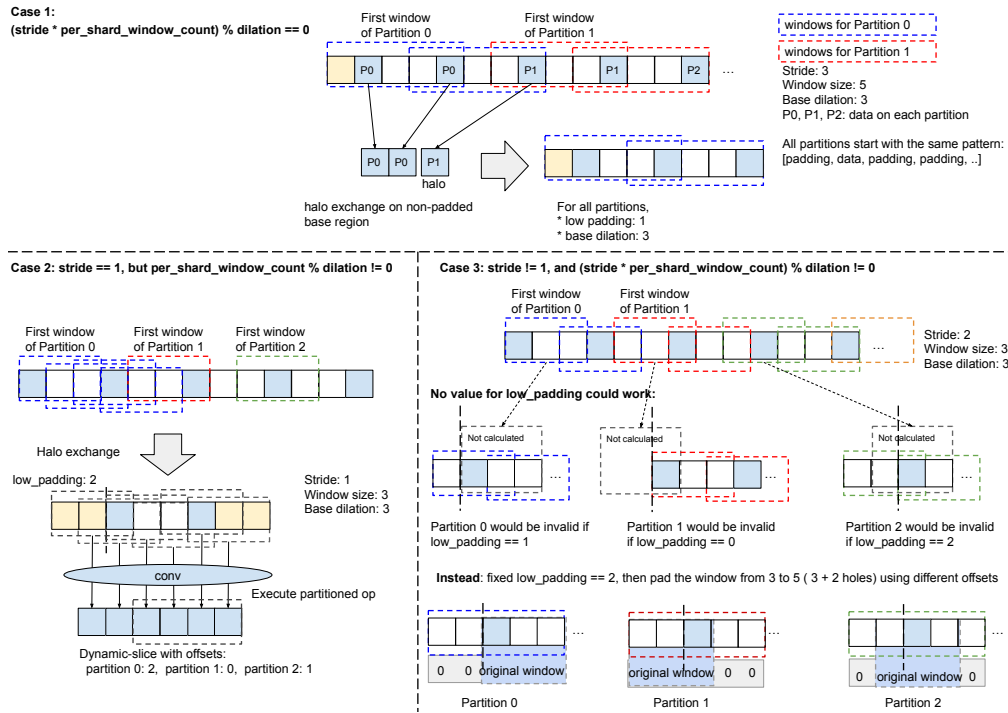 Case 1:
(stride * per_shard_window_count) % dilation == 0
First window
of Partition 0
First window
of Partition 1
P0
P0
P1
P1
P2
...
windows for Partition 0
windows for Partition 1
Stride: 3
Window size: 5
Base dilation: 3
P0, P1, P2: data on each partition
All partitions start with the same pattern:
[padding, data, padding, padding, ..]
P0
P0
P1
halo
halo exchange on non-padded
base region
For all partitions,
* low padding: 1
* base dilation: 3
Case 2: stride == 1, but per_shard_window_count % dilation != 0
First window
of Partition 0
First window
of Partition 1
First window
of Partition 2
Halo exchange
low_padding: 2
Stride: 1
Window size: 3
Base dilation: 3
conv
Execute partitioned op
Dynamic-slice with offsets:
partition 0: 2, partition 1: 0, partition 2: 1
Case 3: stride != 1, and (stride * per_shard_window_count) % dilation != 0
First window
of Partition 0
First window
of Partition 1
...
Stride: 2
Window size: 3
Base dilation: 3
No value for low_padding could work:
Not calculated
...
Not calculated
...
Not calculated
...
Partition 0 would be invalid if
low_padding == 1
Partition 1 would be invalid
if low_padding == 0
Partition 2 would be invalid
if low_padding == 2
Instead: fixed low_padding == 2, then pad the window from 3 to 5 ( 3 + 2 holes) using different offsets
...
...
...
0 0 original window
original window 0 0
0 original window 0
Partition 0
Partition 1
Partition 2